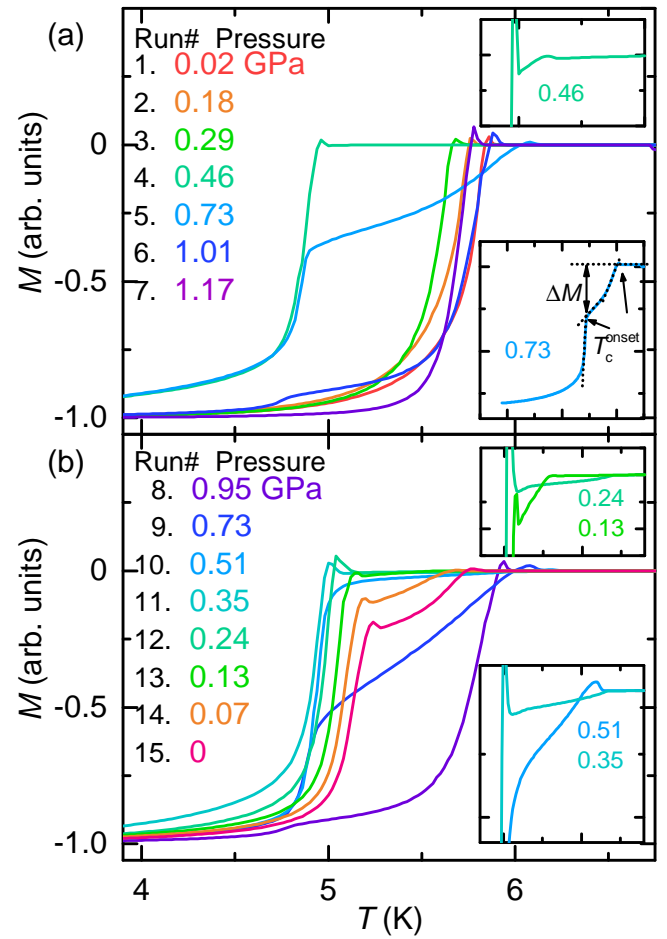 (a)
Run# Pressure
1. 0.02 GPa
2. 0.18
3. 0.29
4. 0.46
5. 0.73
6. 1.01
7. 1.17
0.46
0
-0.5
-1.0
M (arb. units)
ΔM
0.73
T_c^onset
(b)
Run# Pressure
8. 0.95 GPa
9. 0.73
10. 0.51
11. 0.35
12. 0.24
13. 0.13
14. 0.07
15. 0
0.24
0.13
0.51
0.35
0
-0.5
-1.0
M (arb. units)
4 5 6
T (K)